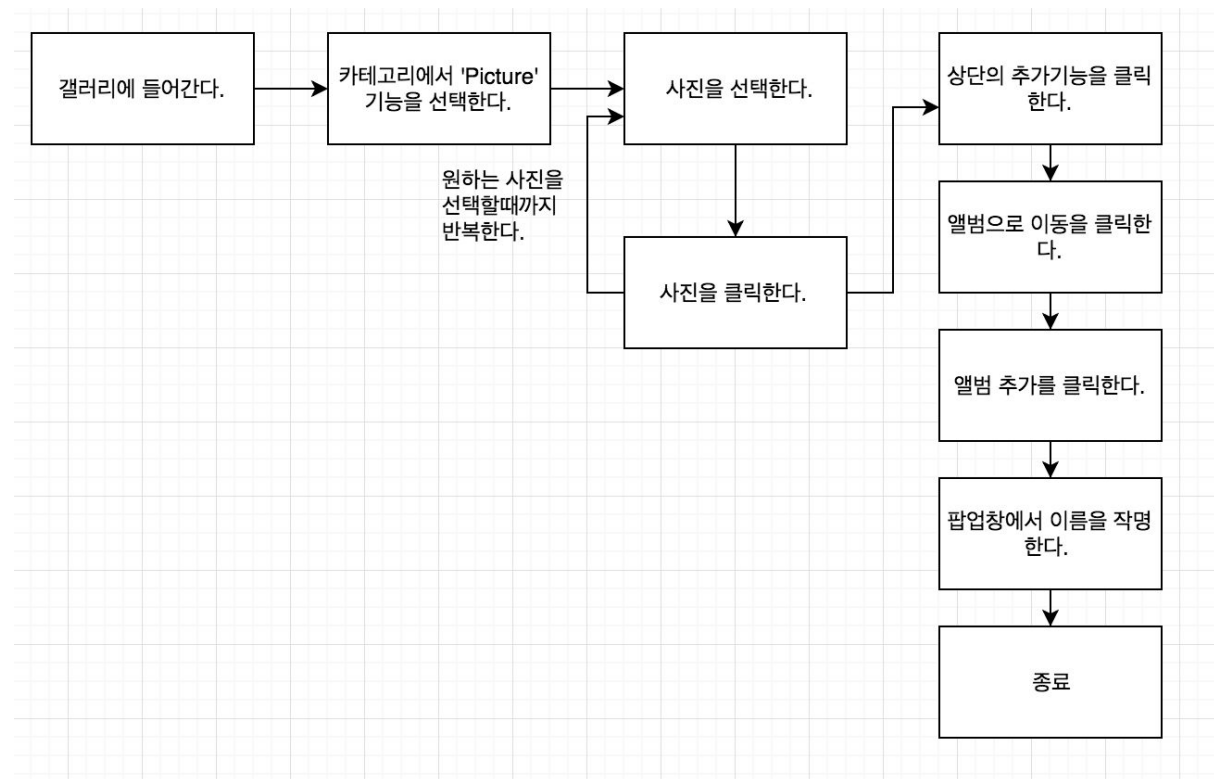 갤러리에 들어간다.
카테고리에서 'Picture'
기능을 선택한다.
사진을 선택한다.
원하는 사진을
선택할때까지
반복한다.
사진을 클릭한다.
상단의 추가기능을 클릭
한다.
앨범으로 이동을 클릭한
다.
앨범 추가를 클릭한다.
팝업창에서 이름을 작명
한다.
종료